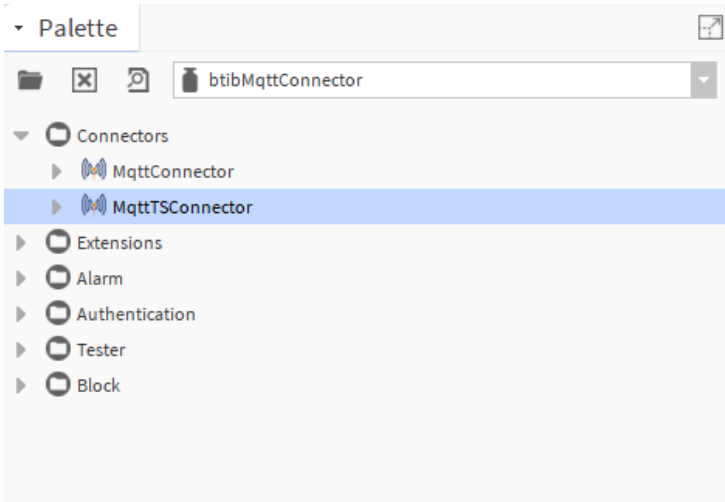 Palette
btibMqttConnector
Connectors
MqttConnector
MqttTSConnector
Extensions
Alarm
Authentication
Tester
Block